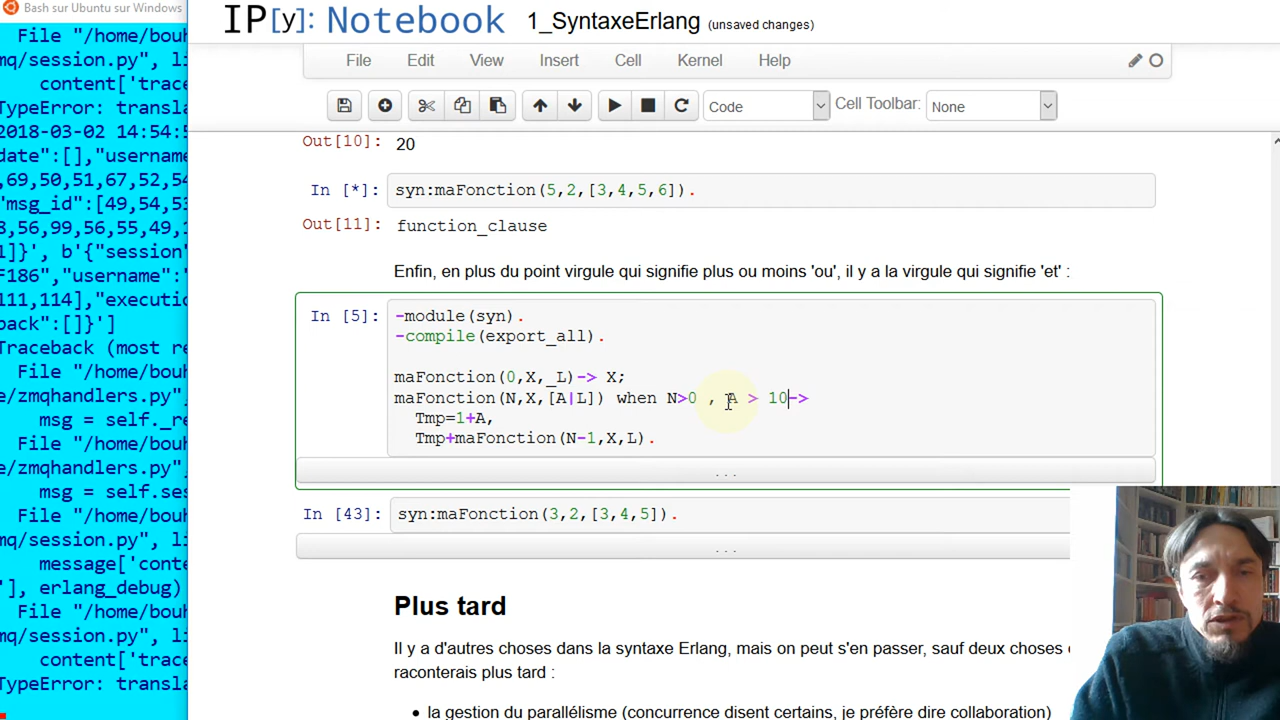 Bash sur Ubuntu sur Windows
File "/home/bouh
mq/session.py", li
content['trace
TypeError: transla
2018-03-02 14:54:5
date":[],"username
,69,50,51,67,52,54
'msg_id":[49,54,53
8,56,99,56,55,49,1
l]}', b'{"session'
F186","username":'
111,114],"executio
back":[]}']
Traceback (most re
File "/home/bouh
e/zmqhandlers.py",
msg = self._re
File "/home/bouh
e/zmqhandlers.py",
msg = self.ses
File "/home/bouh
mq/session.py", li
message['conte
'], erlang_debug)
File "/home/bouh
mq/session.py", li
content['trace
TypeError: transla
IP[y]: Notebook 1_SyntaxeErlang (unsaved changes)
File Edit View Insert Cell Kernel Help
Code Cell Toolbar: None
Out[10]: 20
In [*]: syn:maFonction(5,2,[3,4,5,6]).
Out[11]: function_clause
Enfin, en plus du point virgule qui signifie plus ou moins 'ou', il y a la virgule qui signifie 'et' :
In [5]: -module(syn).
-compile(export_all).
maFonction(0,X,_L)-> X;
maFonction(N,X,[A|L]) when N>0 , A > 10->
Tmp=1+A,
Tmp+maFonction(N-1,X,L).
...
In [43]: syn:maFonction(3,2,[3,4,5]).
...
Plus tard
Il y a d'autres choses dans la syntaxe Erlang, mais on peut s'en passer, sauf deux choses
raconterais plus tard :
• la gestion du parallélisme (concurrence disent certains, je préfère dire collaboration)